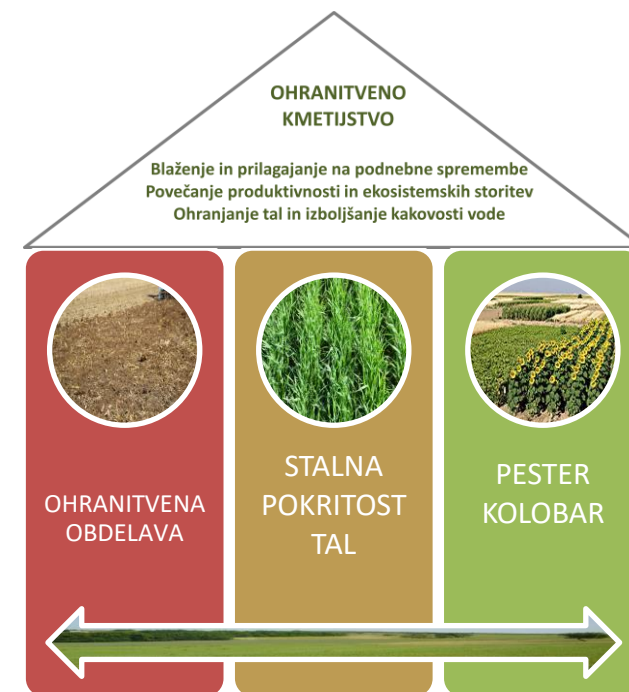 OHRANITVENO
KMETIJSTVO
Blaženje in prilagajanje na podnebne spremembe
Povečanje produktivnosti in ekosistemskih storitev
Ohranjanje tal in izboljšanje kakovosti vode
OHRANITVENA
OBDELAVA
STALNA
POKRITOST
TAL
PESTER
KOLOBAR